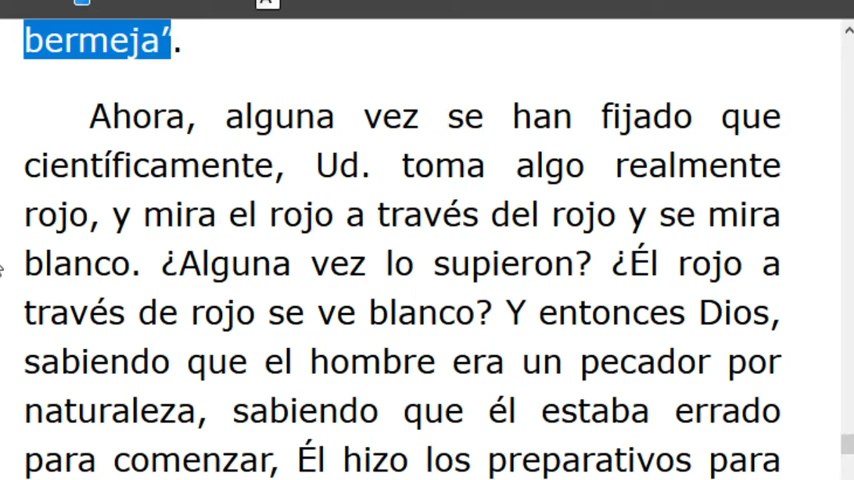 bermeja”.
Ahora, alguna vez se han fijado que
científicamente, Ud. toma algo realmente
rojo, y mira el rojo a través del rojo y se mira
blanco. ¿Alguna vez lo supieron? ¿Él rojo a
través de rojo se ve blanco? Y entonces Dios,
sabiendo que el hombre era un pecador por
naturaleza, sabiendo que él estaba errado
para comenzar, Él hizo los preparativos para